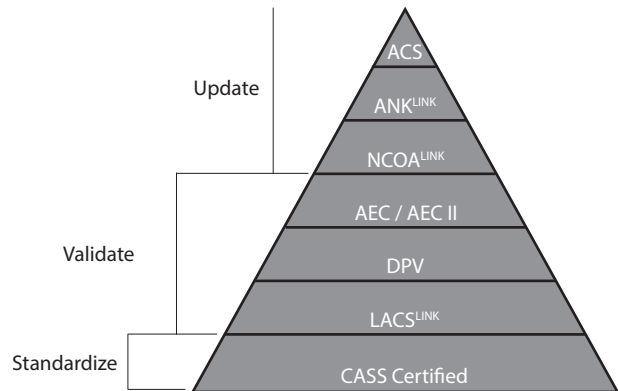 ACS
Update
ANKLINK
NCOALINK
AEC / AEC II
Validate
DPV
LACSLINK
Standardize
CASS Certified